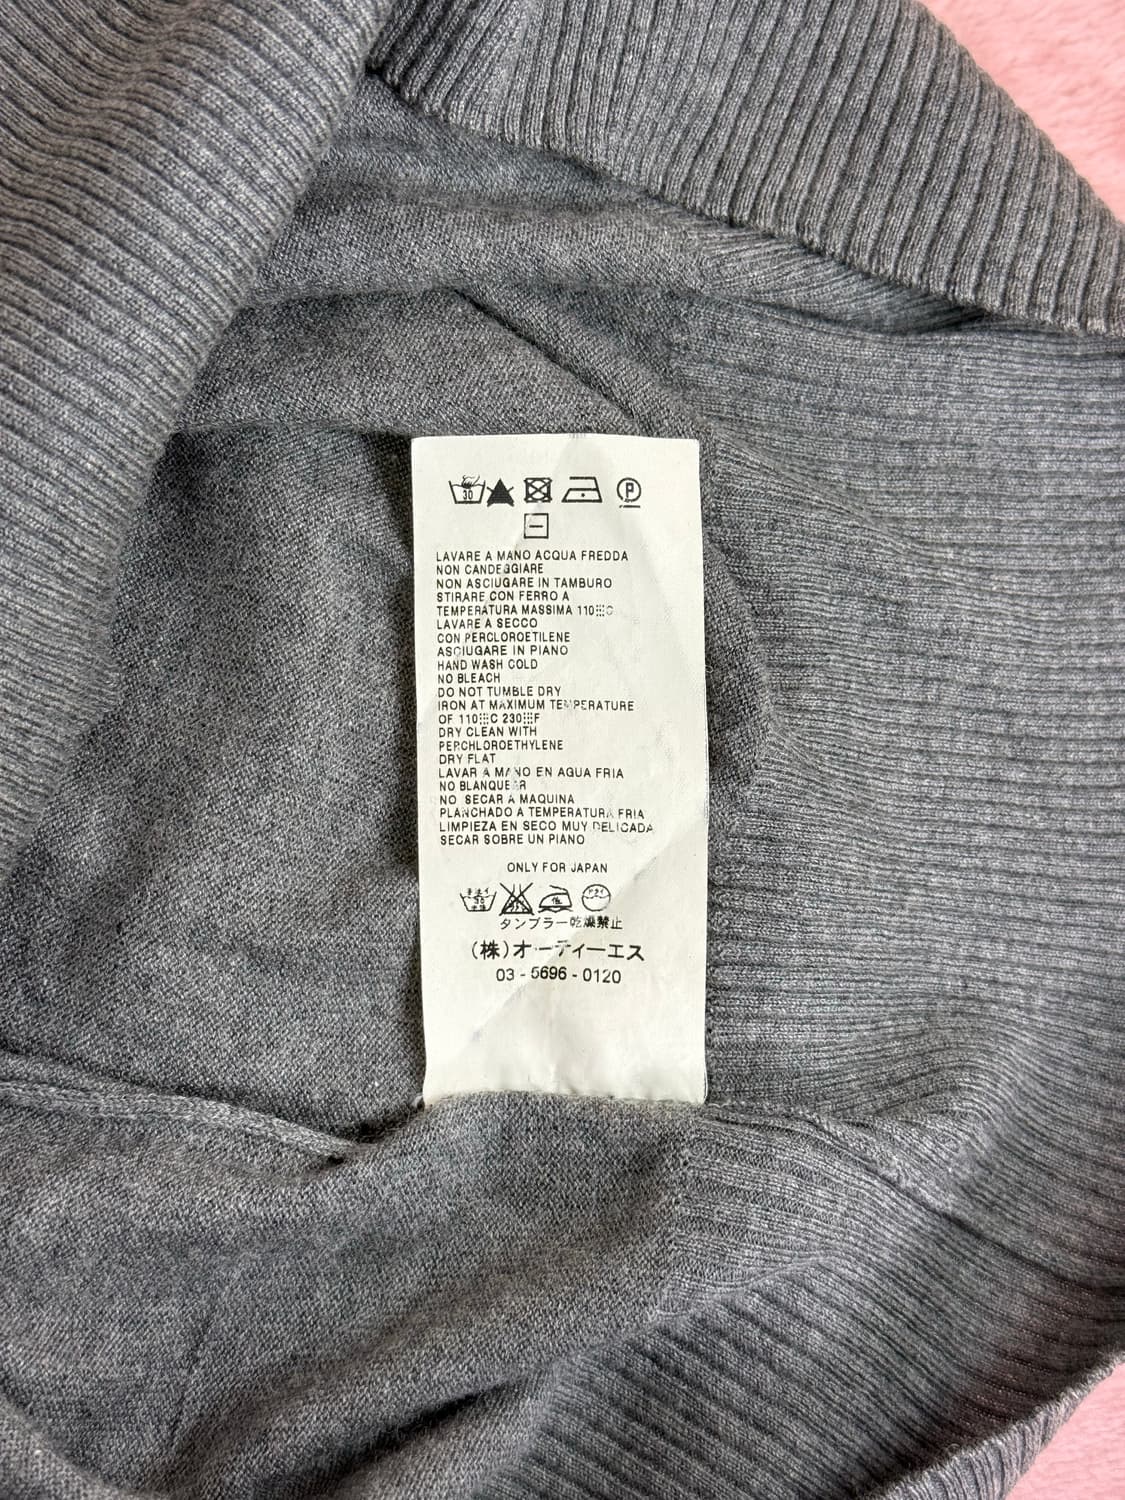 30 P
LAVARE A MANO ACQUA FREDDA
NON CANDEGGIARE
NON ASCIUGARE IN TAMBURO
STIRARE CON FERRO A
TEMPERATURA MASSIMA 110 C
LAVARE A SECCO
CON PERCLOROETILENE
ASCIUGARE IN PIANO
HAND WASH COLD
NO BLEACH
DO NOT TUMBLE DRY
IRON AT MAXIMUM TEMPERATURE
OF 110 C 230 F
DRY CLEAN WITH
PERCHLOROETHYLENE
DRY FLAT
LAVAR A MANO EN AGUA FRIA
NO BLANQUEAR
NO SECAR A MAQUINA
PLANCHADO A TEMPERATURA FRIA
LIMPIEZA EN SECO MUY DELICADA
SECAR SOBRE UN PIANO
ONLY FOR JAPAN
タンブラー乾燥禁止
(株)オーティーエス
03 - 5696 - 0120